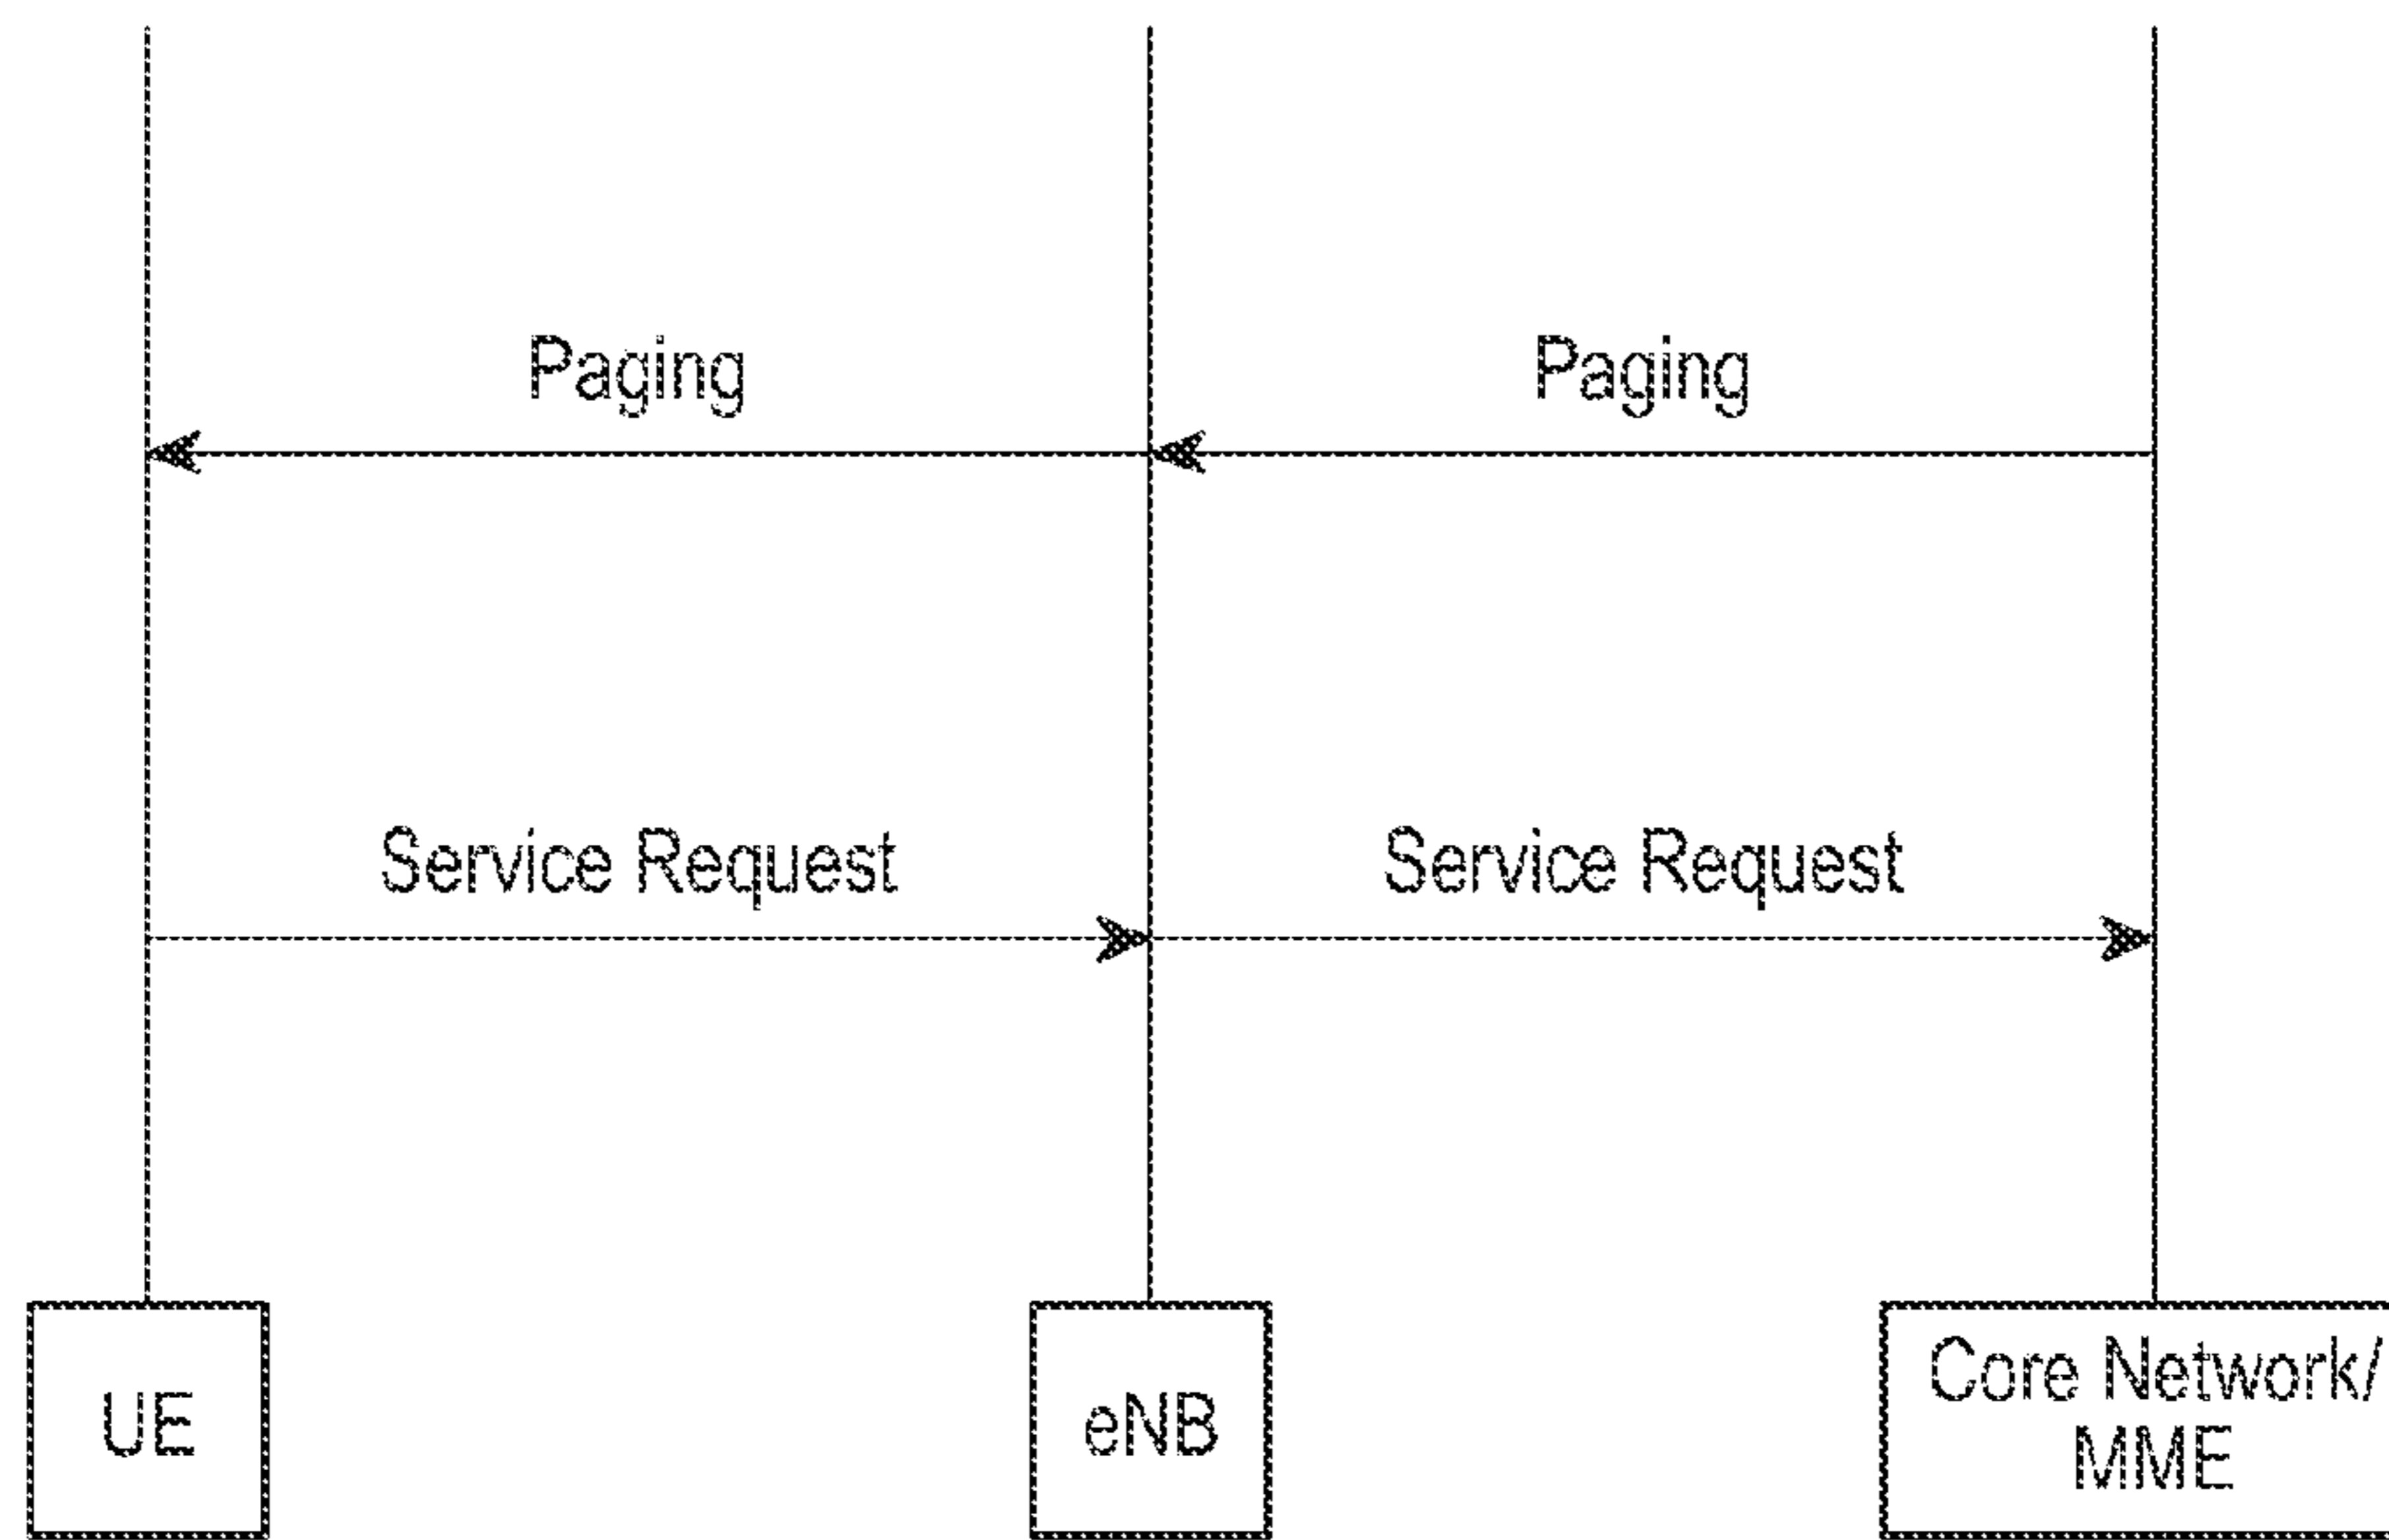 Paging
Paging
Service Request
Service Request
UE
eNB
Core Network/
MME